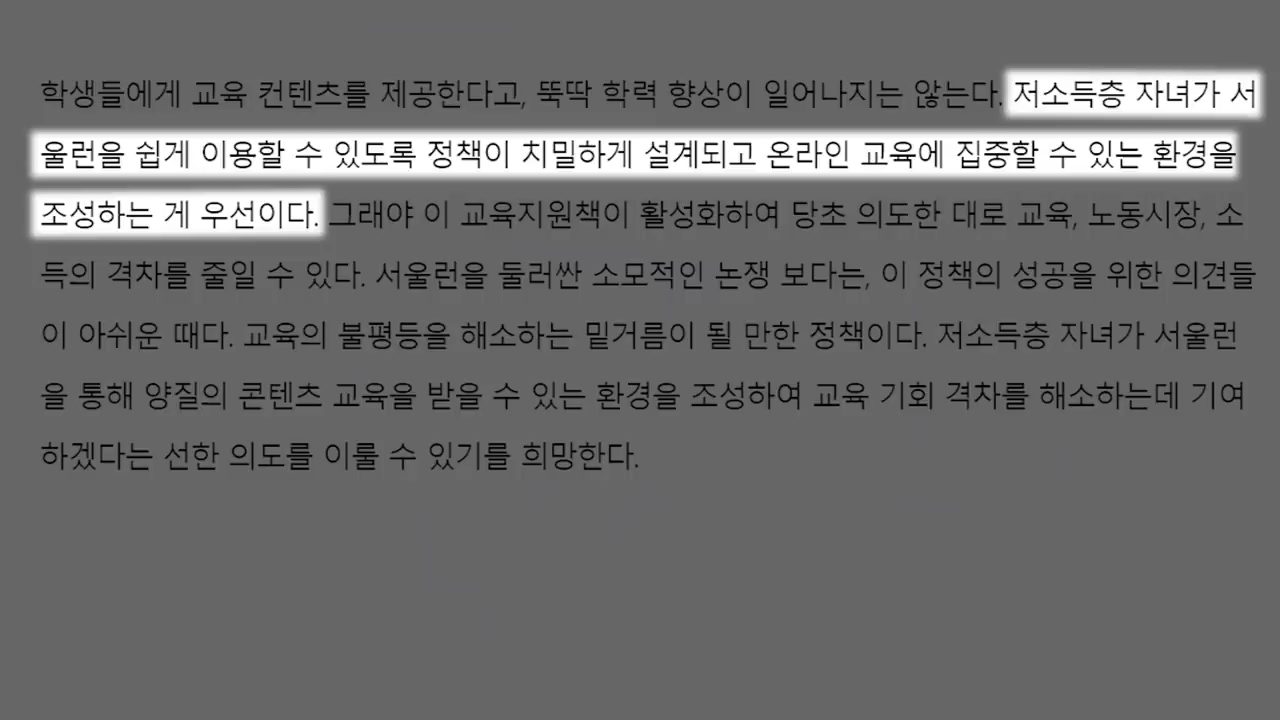 학생들에게 교육 컨텐츠를 제공한다고, 뚝딱 학력 향상이 일어나지는 않는다. 저소득층 자녀가 서
울런을 쉽게 이용할 수 있도록 정책이 치밀하게 설계되고 온라인 교육에 집중할 수 있는 환경을
조성하는 게 우선이다. 그래야 이 교육지원책이 활성화하여 당초 의도한 대로 교육, 노동시장, 소
득의 격차를 줄일 수 있다. 서울런을 둘러싼 소모적인 논쟁 보다는, 이 정책의 성공을 위한 의견들
이 아쉬운 때다. 교육의 불평등을 해소하는 밑거름이 될 만한 정책이다. 저소득층 자녀가 서울런
을 통해 양질의 콘텐츠 교육을 받을 수 있는 환경을 조성하여 교육 기회 격차를 해소하는데 기여
하겠다는 선한 의도를 이룰 수 있기를 희망한다.